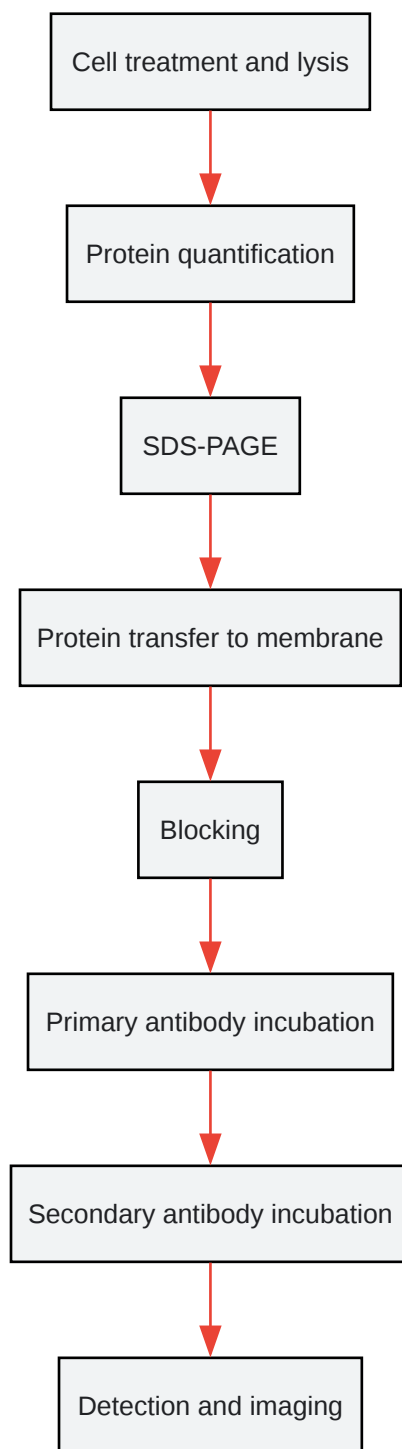 Cell treatment and lysis
Protein quantification
SDS-PAGE
Protein transfer to membrane
Blocking
Primary antibody incubation
Secondary antibody incubation
Detection and imaging